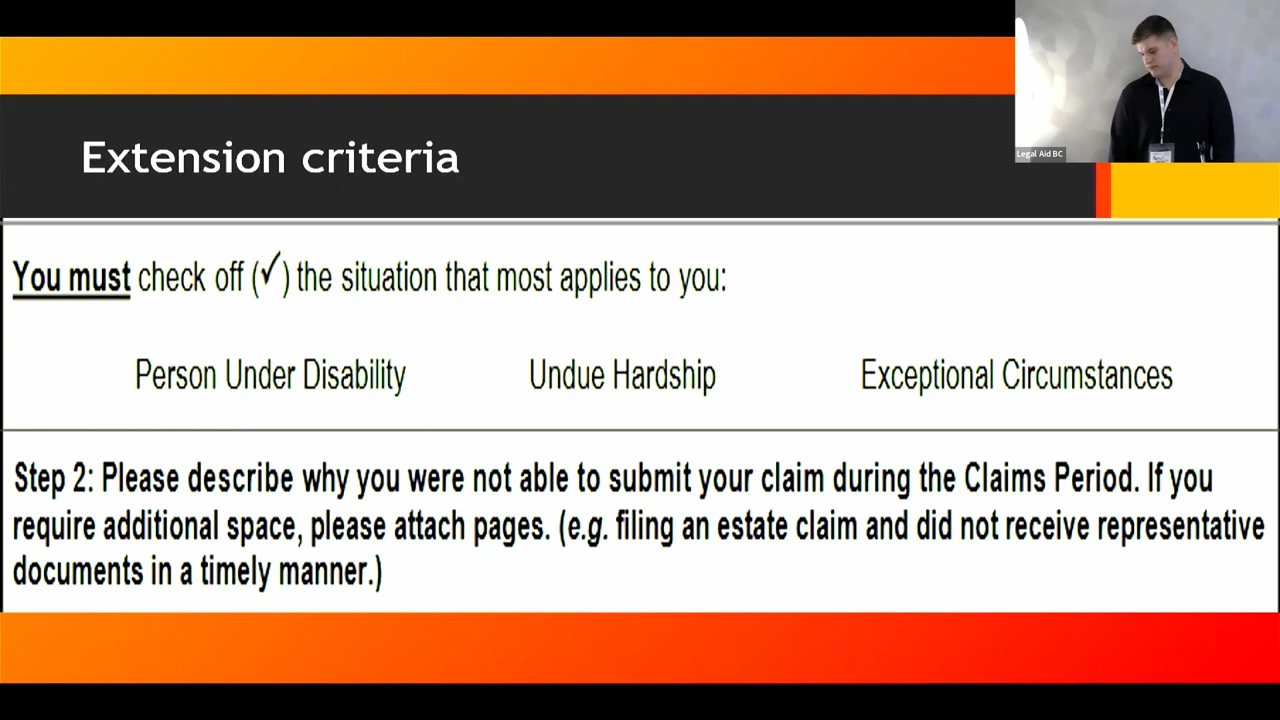 Extension criteria
Legal Aid BC
You must check off (✓) the situation that most applies to you:
Person Under Disability Undue Hardship Exceptional Circumstances
Step 2: Please describe why you were not able to submit your claim during the Claims Period. If you
require additional space, please attach pages. (e.g. filing an estate claim and did not receive representative
documents in a timely manner.)